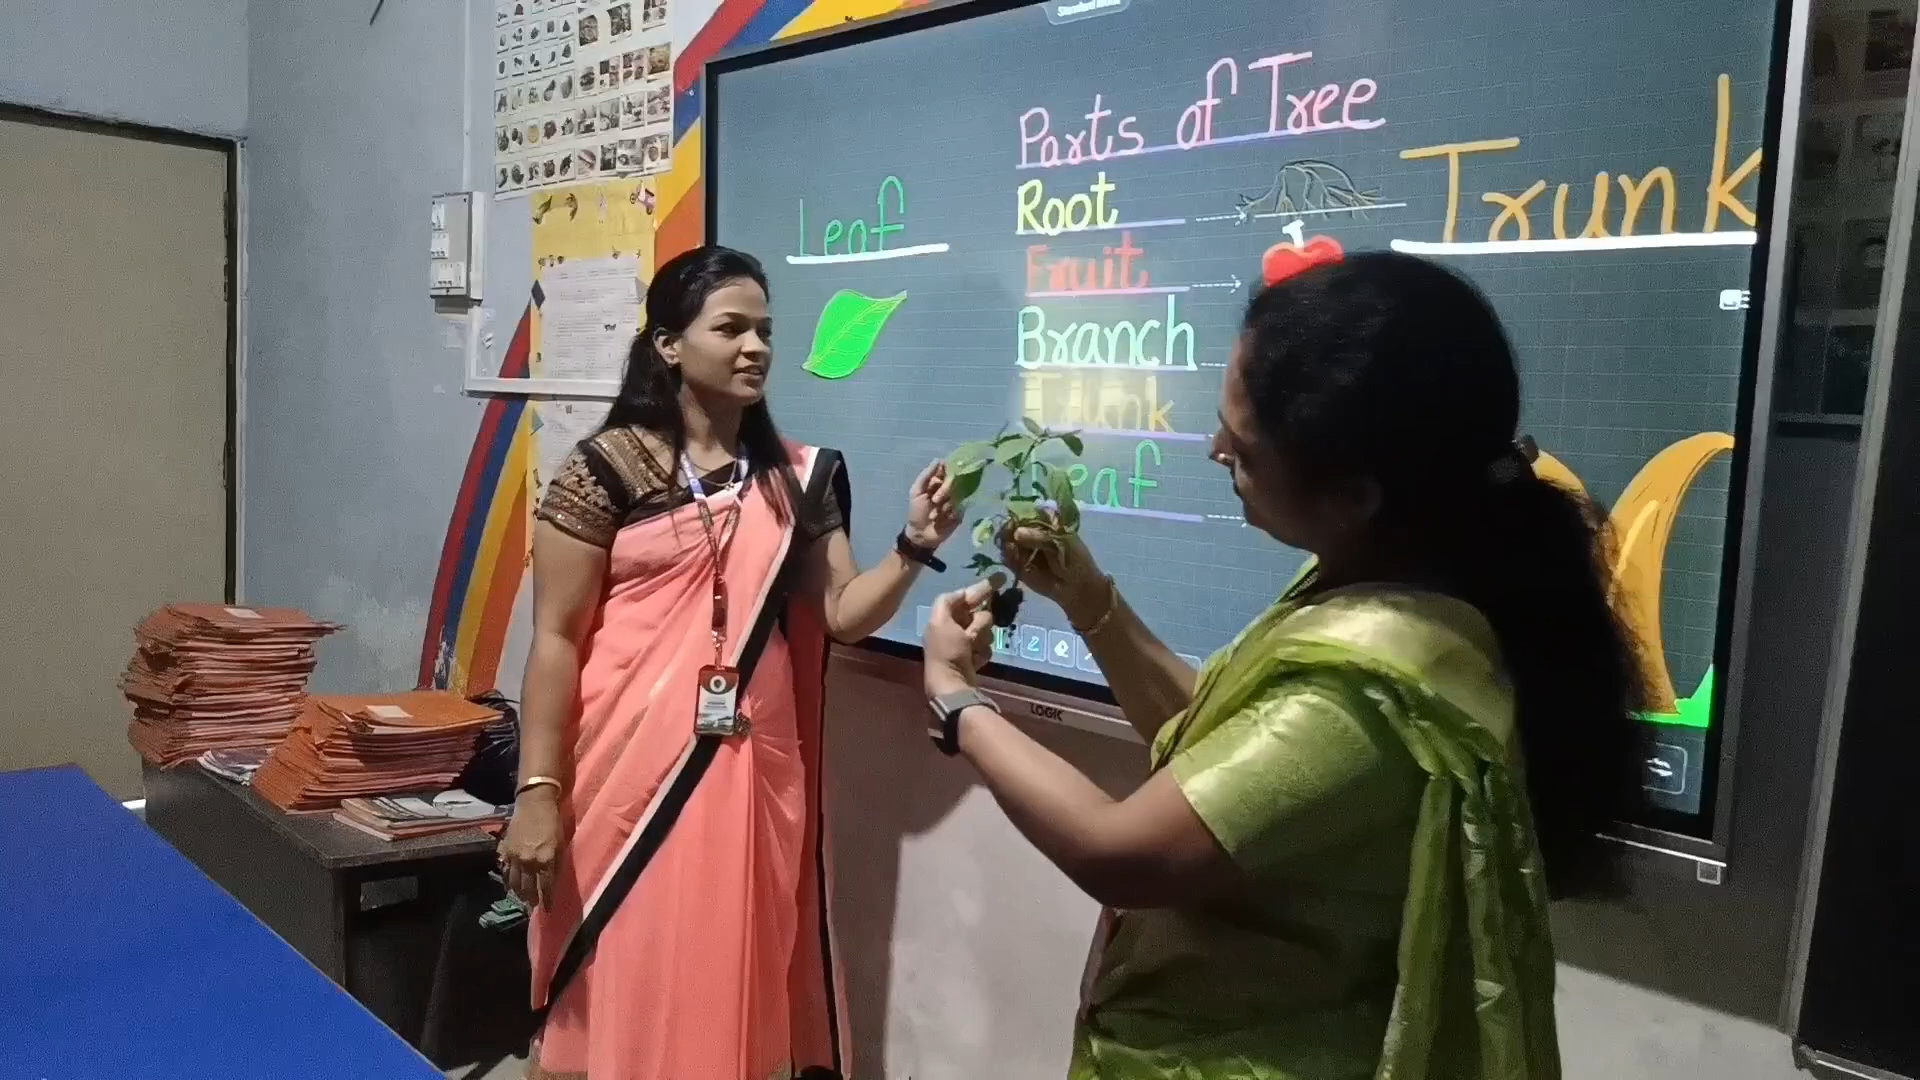 Parts of Tree
Leaf
Root
Trunk
Fruit
Branch
Trunk
Leaf
LOGIC